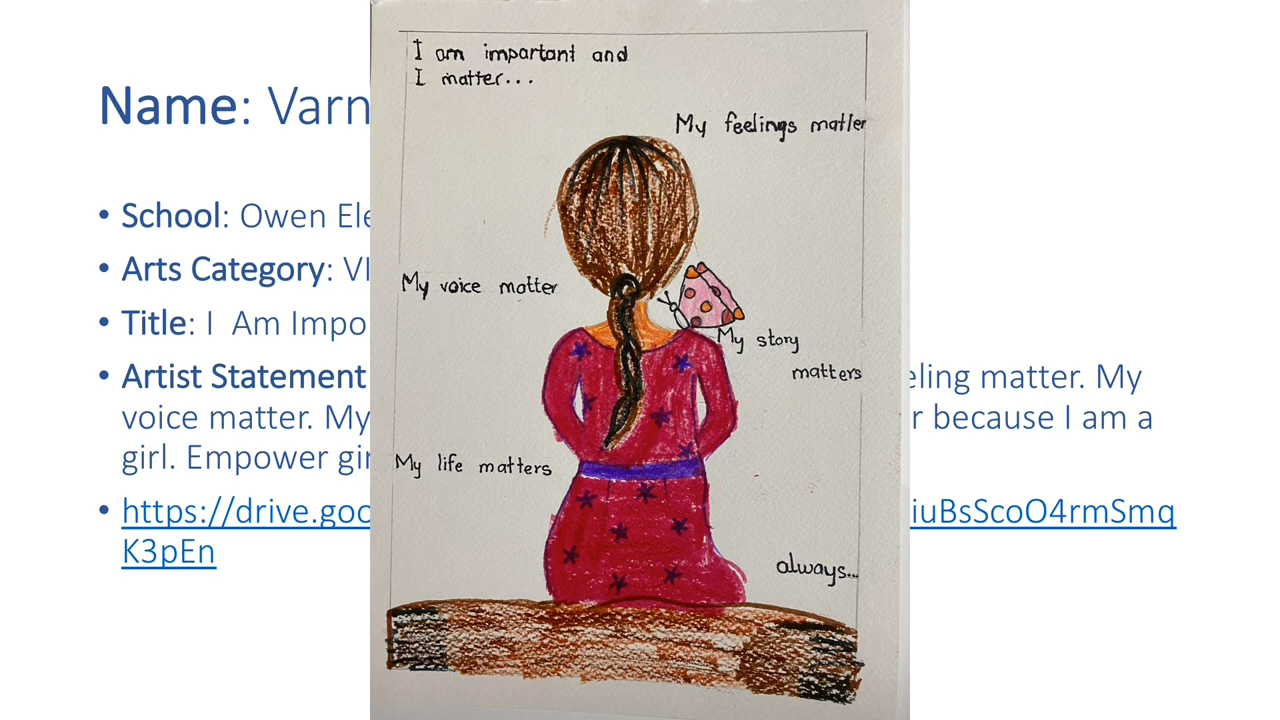 Name: Varn
• School: Owen Ele
• Arts Category: VI
• Title: I Am Impo
• Artist Statement eling matter. My
voice matter. My r because I am a
girl. Empower gir
• https://drive.goo iuBsScoO4rmSmq
K3pEn
I am important and
I matter...
My feelings matter
My voice matter
My story
matters
My life matters
always...